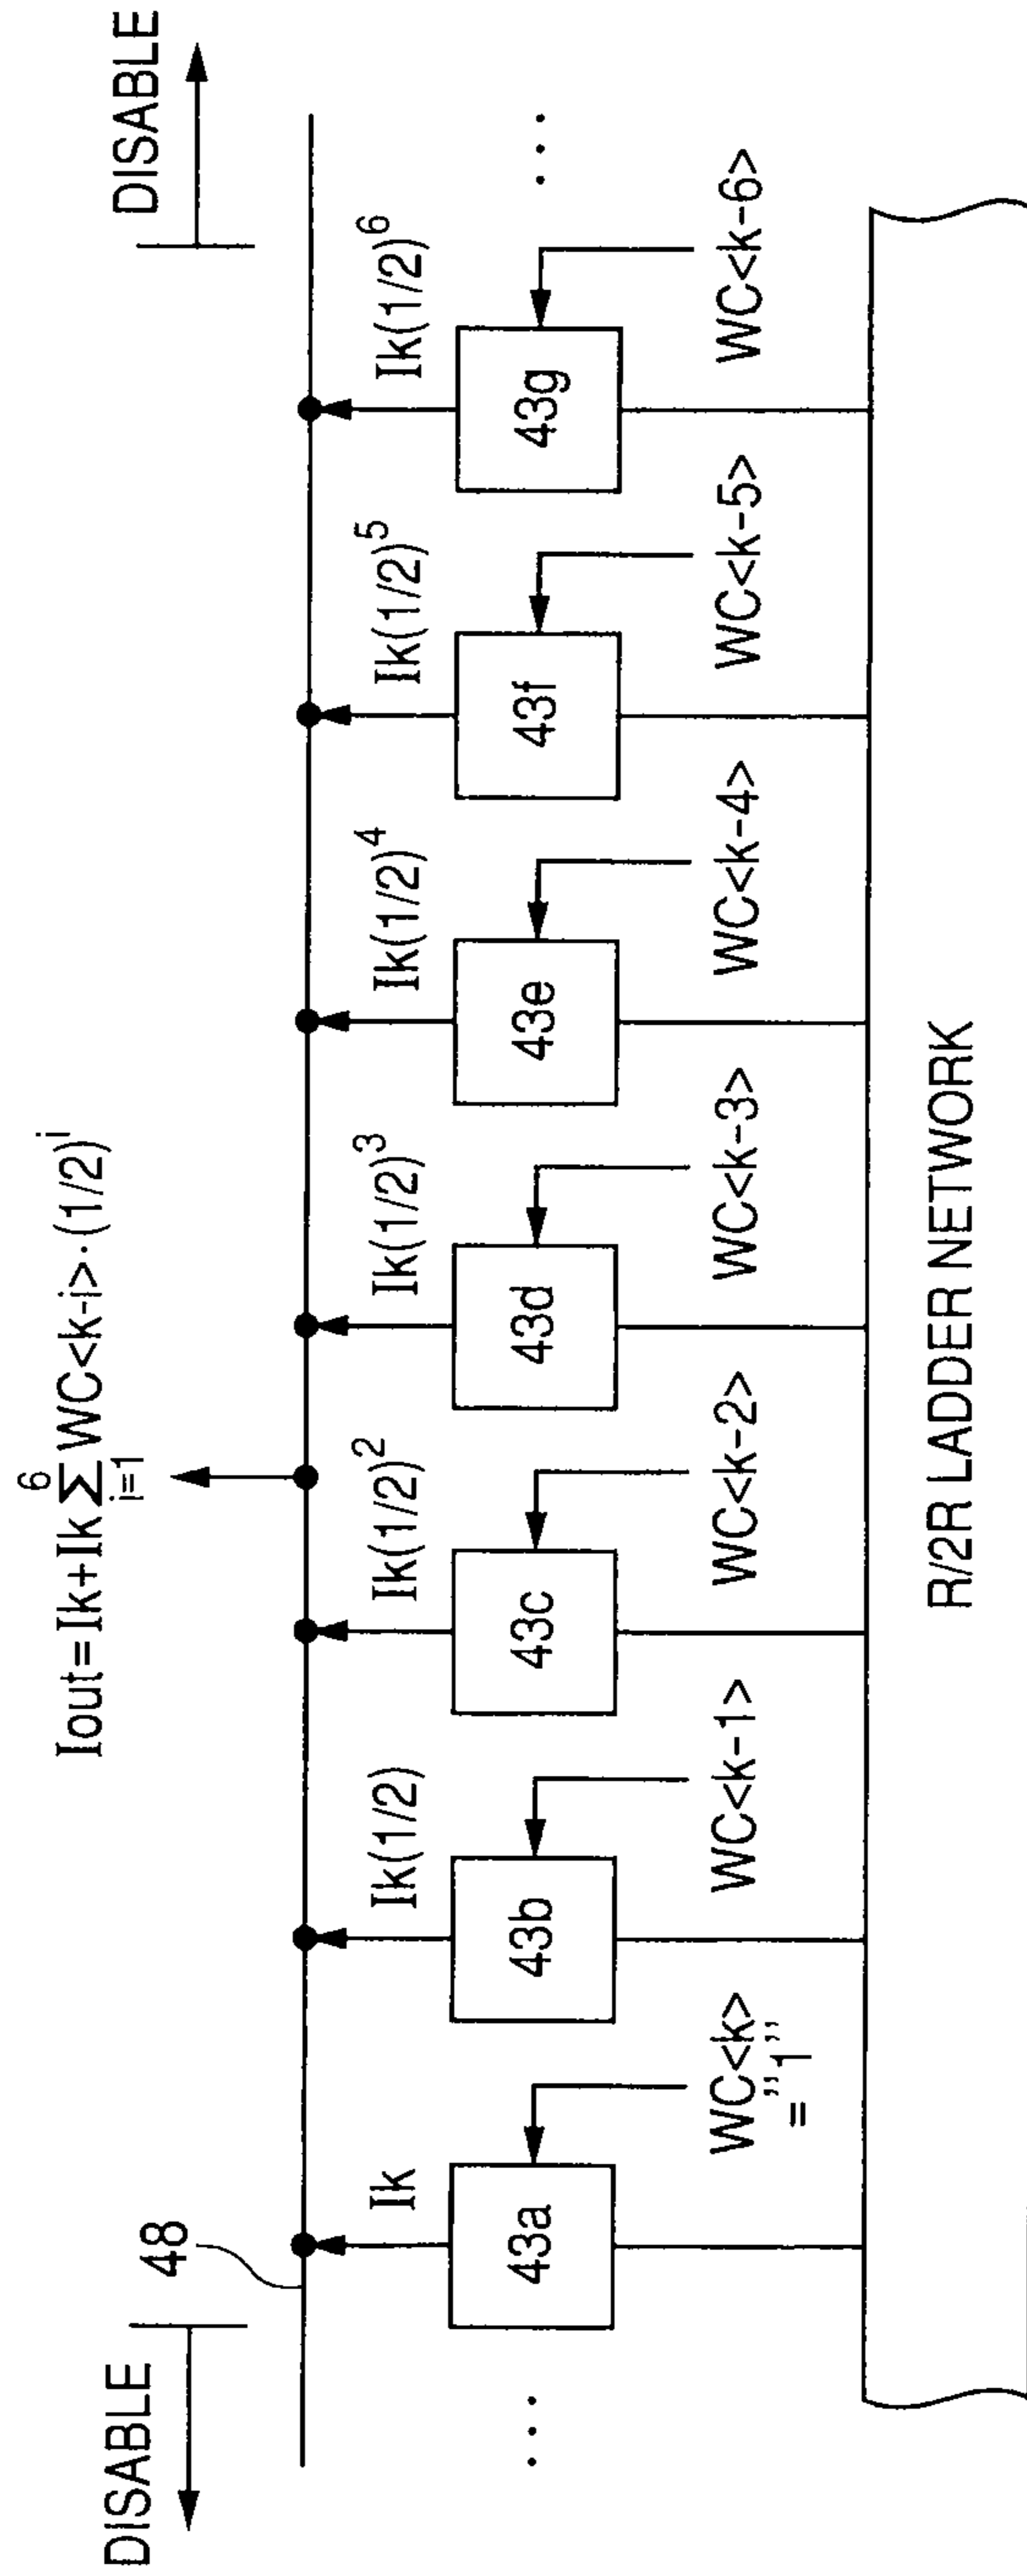 Iout=Ik+Ik Σ WC<k-i>·(1/2)^i
6
i=1
DISABLE
DISABLE
48
Ik
Ik(1/2)
Ik(1/2)^2
Ik(1/2)^3
Ik(1/2)^4
Ik(1/2)^5
Ik(1/2)^6
...
43a
43b
43c
43d
43e
43f
43g
...
WC<k>
="1"
WC<k-1>
WC<k-2>
WC<k-3>
WC<k-4>
WC<k-5>
WC<k-6>
R/2R LADDER NETWORK